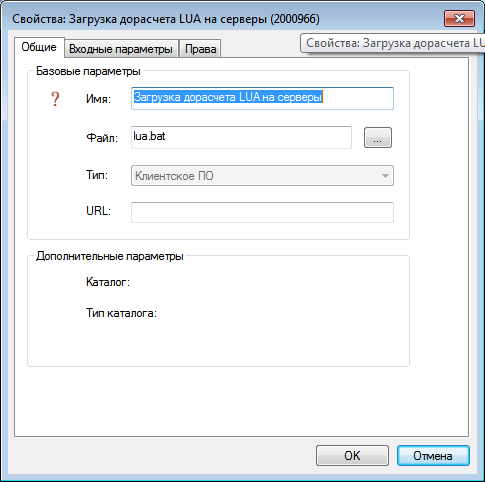 Свойства: Загрузка дорасчета LUA на серверы (2000966)
Свойства: Загрузка дорасчета LU
Общие Входные параметры Права
Базовые параметры
? Имя: Загрузка дорасчета LUA на серверы
Файл: lua.bat ...
Тип: Клиентское ПО
URL:
Дополнительные параметры
Каталог:
Тип каталога:
OK Отмена